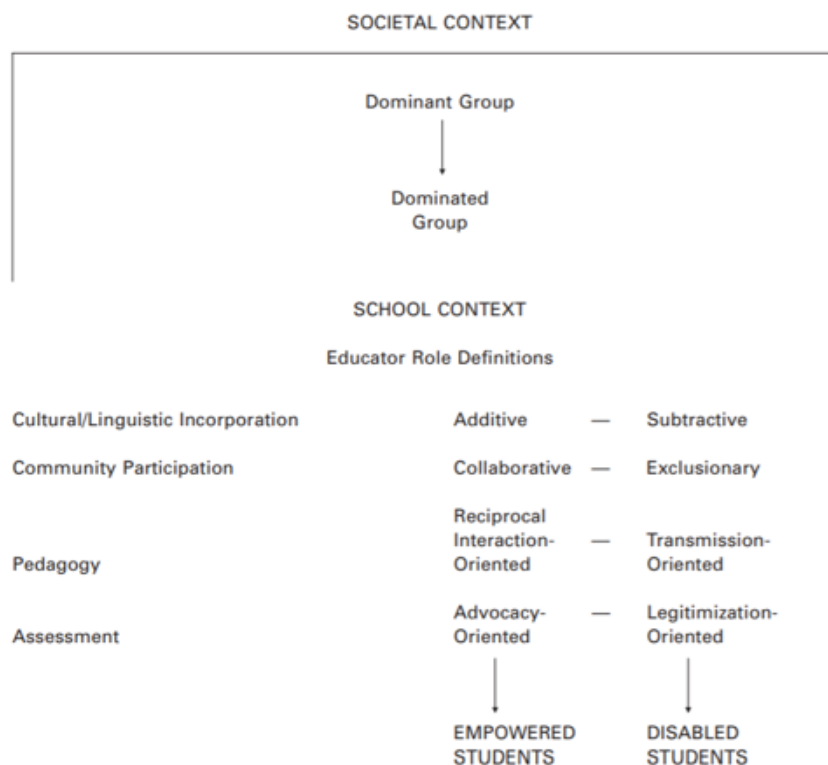 SOCIETAL CONTEXT
Dominant Group
Dominated
Group
SCHOOL CONTEXT
Educator Role Definitions
Cultural/Linguistic Incorporation Additive — Subtractive
Community Participation Collaborative — Exclusionary
Reciprocal
Interaction- — Transmission-
Pedagogy Oriented Oriented
Advocacy- — Legitimization-
Assessment Oriented Oriented
EMPOWERED DISABLED
STUDENTS STUDENTS